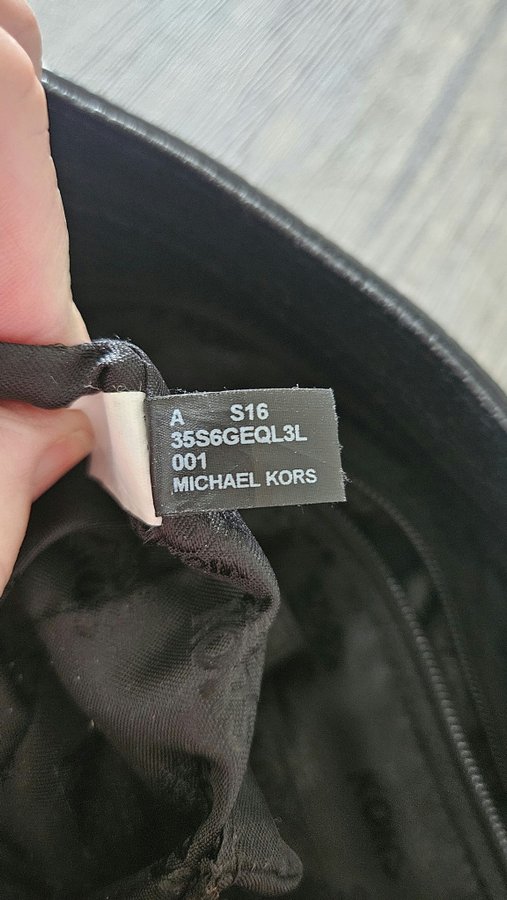 A S16
35S6GEQL3L
001
MICHAEL KORS